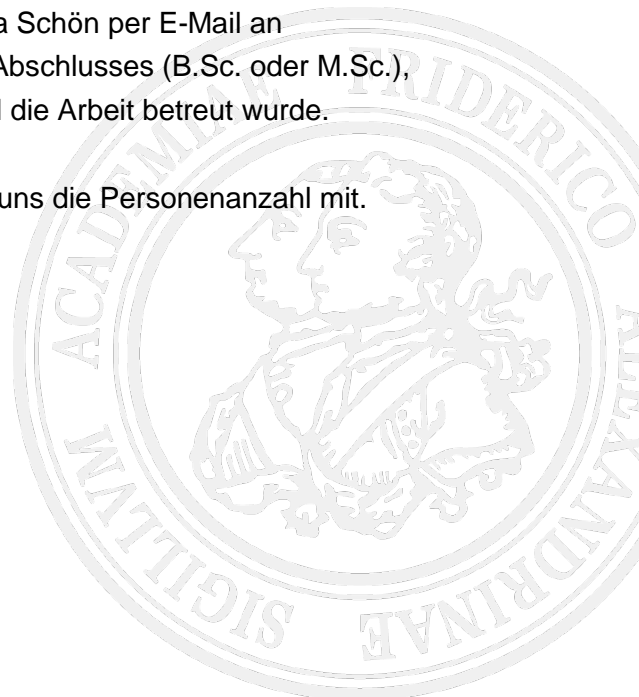 a Schön per E-Mail an
Abschlusses (B.Sc. oder M.Sc.),
die Arbeit betreut wurde.
uns die Personenanzahl mit.
SIGILLVM ACADEMIAE FRIDERICO ALEXANDRINAE